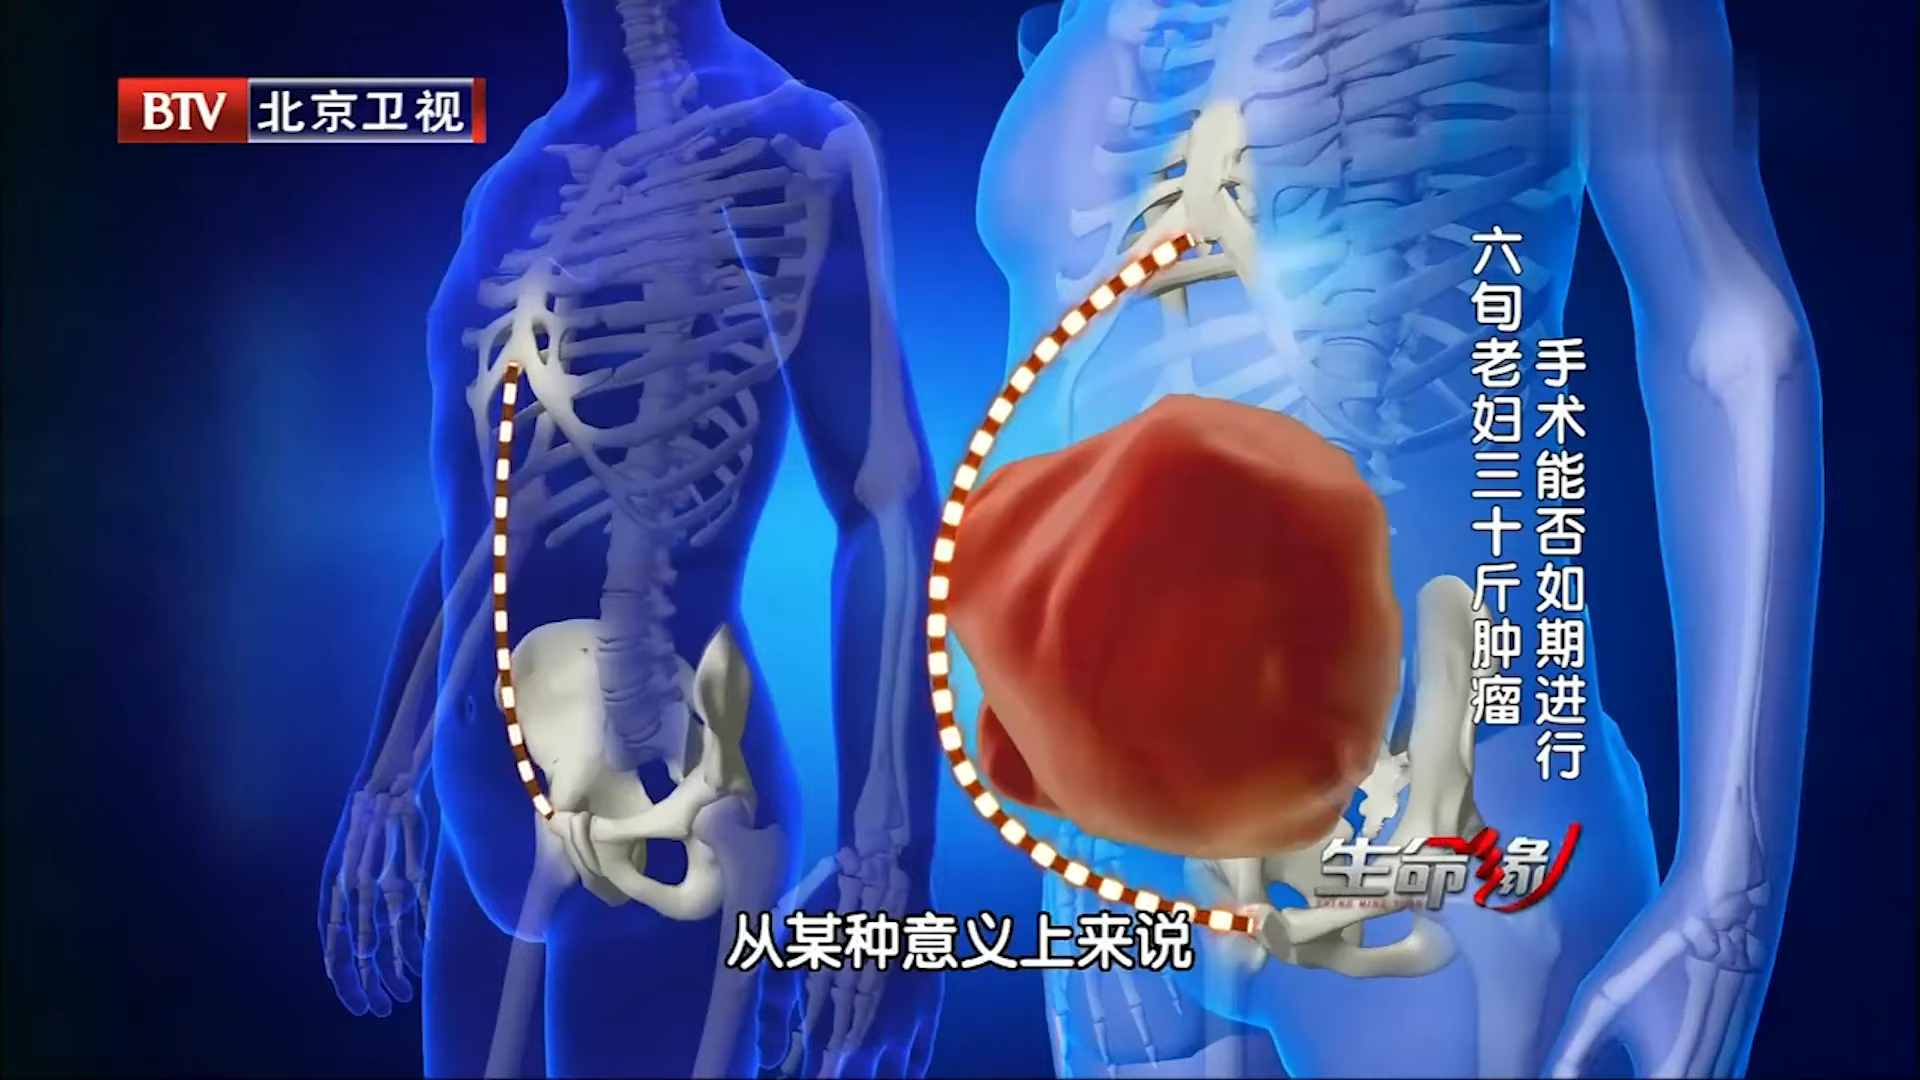 BTV 北京卫视
六旬老妇三十斤肿瘤
手术能否如期进行
生命缘
从某种意义上来说